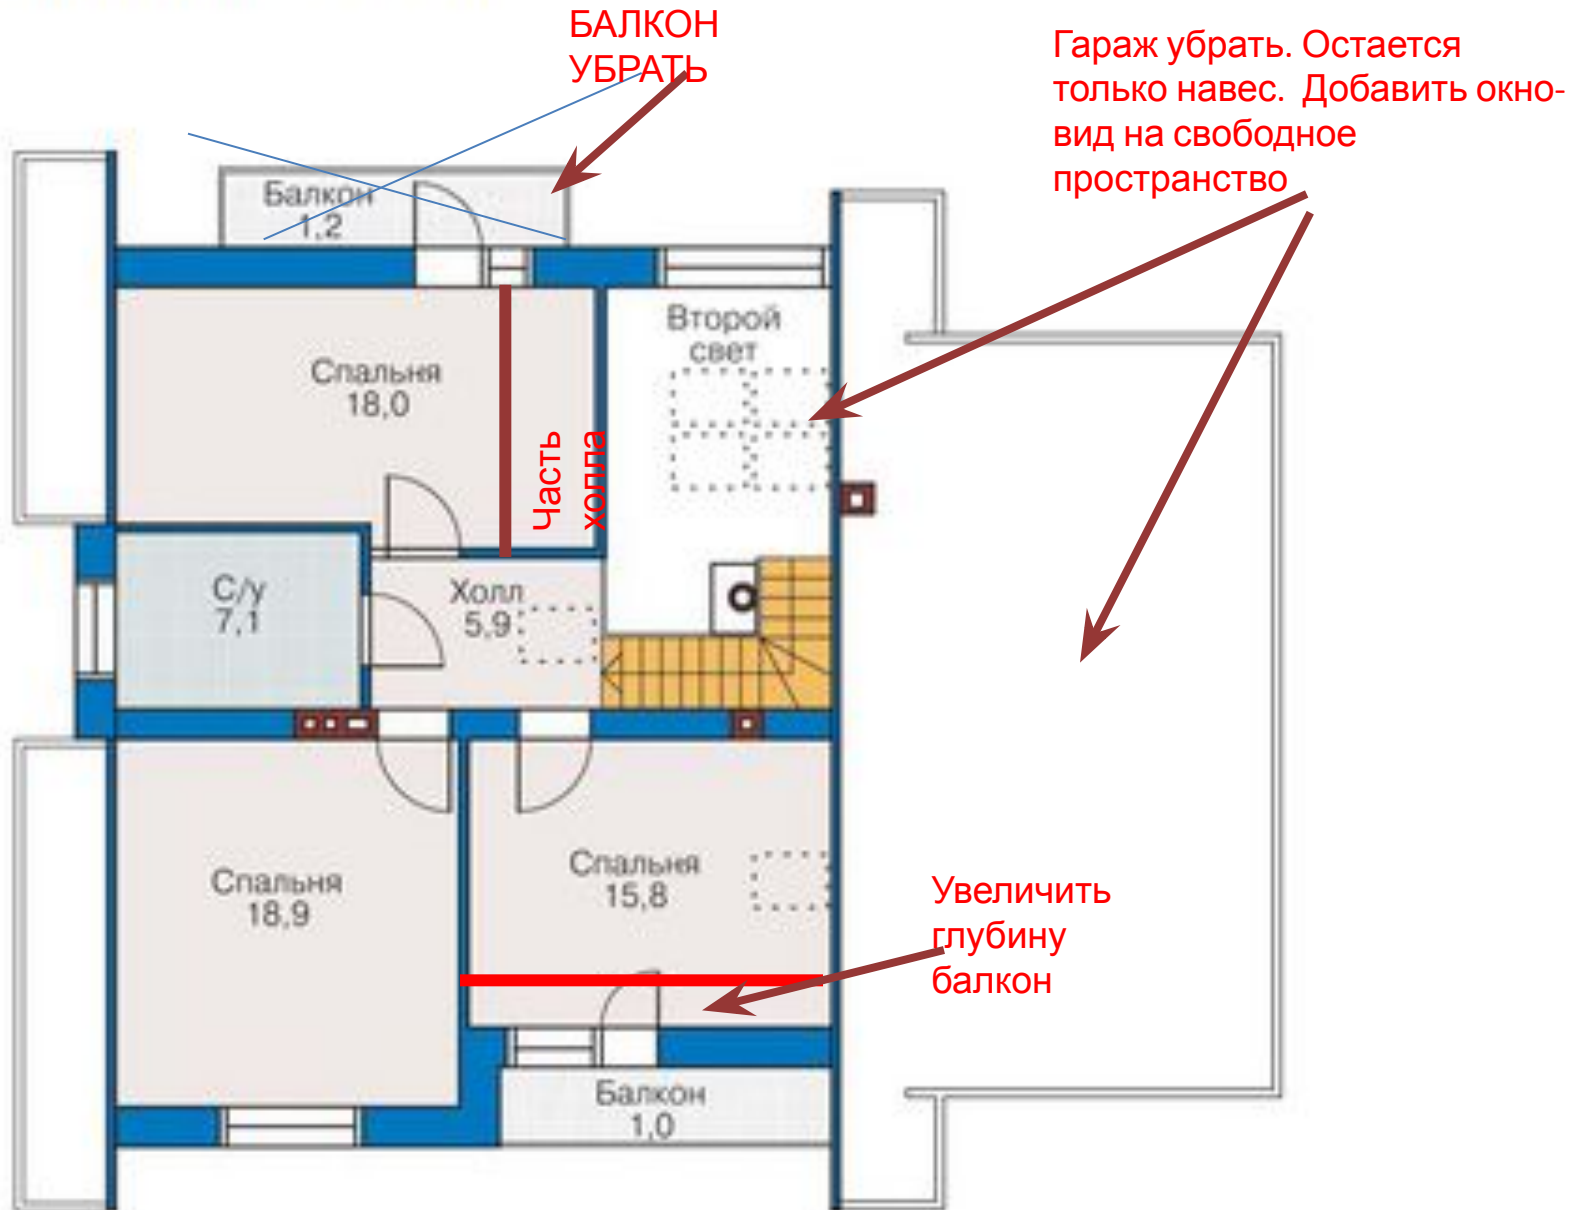 БАЛКОН
УБРАТЬ
Гараж убрать. Остается
только навес. Добавить окно-
вид на свободное
пространство
Балкон
1,2
Второй
свет
Спальня
18,0
Часть
холла
С/у
7,1
Холл
5,9
Спальня
18,9
Спальня
15,8
Увеличить
глубину
балкон
Балкон
1,0